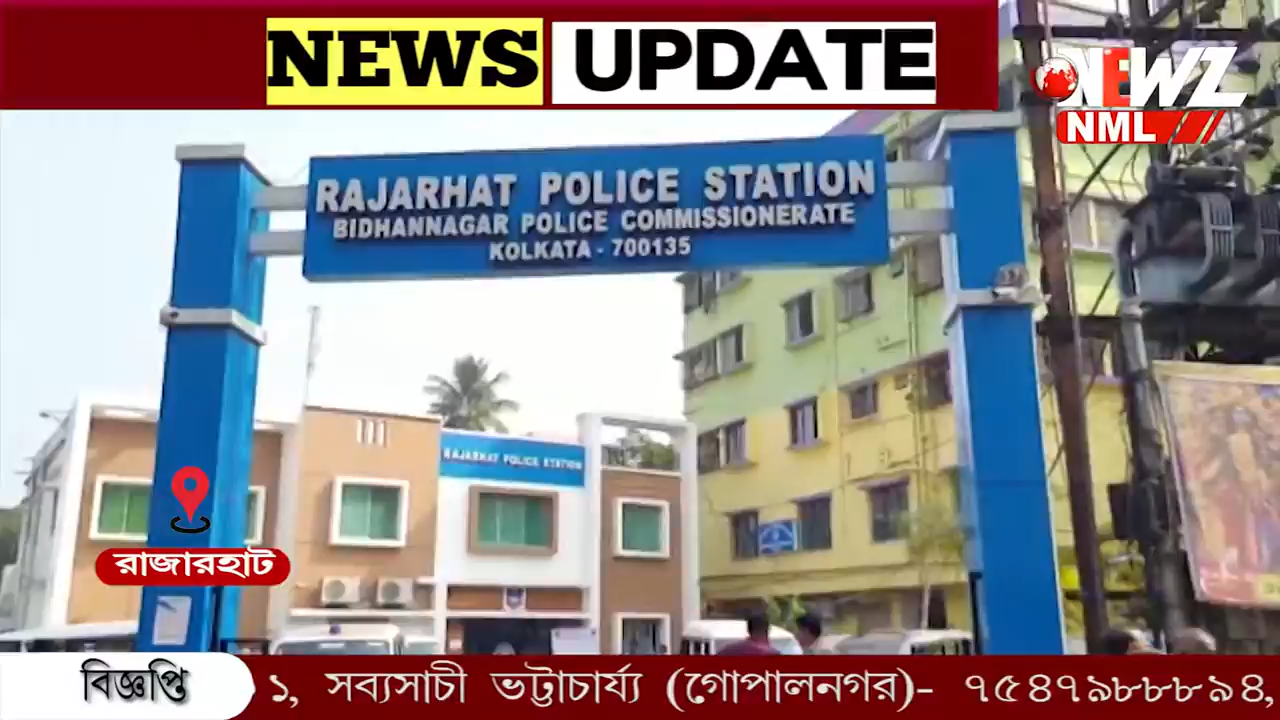 NEWS UPDATE
NEWZ
NML
RAJARHAT POLICE STATION
BIDHANNAGAR POLICE COMMISSIONERATE
KOLKATA - 700135
RAJARHAT POLICE STATION
রাজারহাট
বিজ্ঞপ্তি
১, সব্যসাচী ভট্টাচার্য্য (গোপালনগর)- ৭৫৪৭৯৮৮৮৯৪,